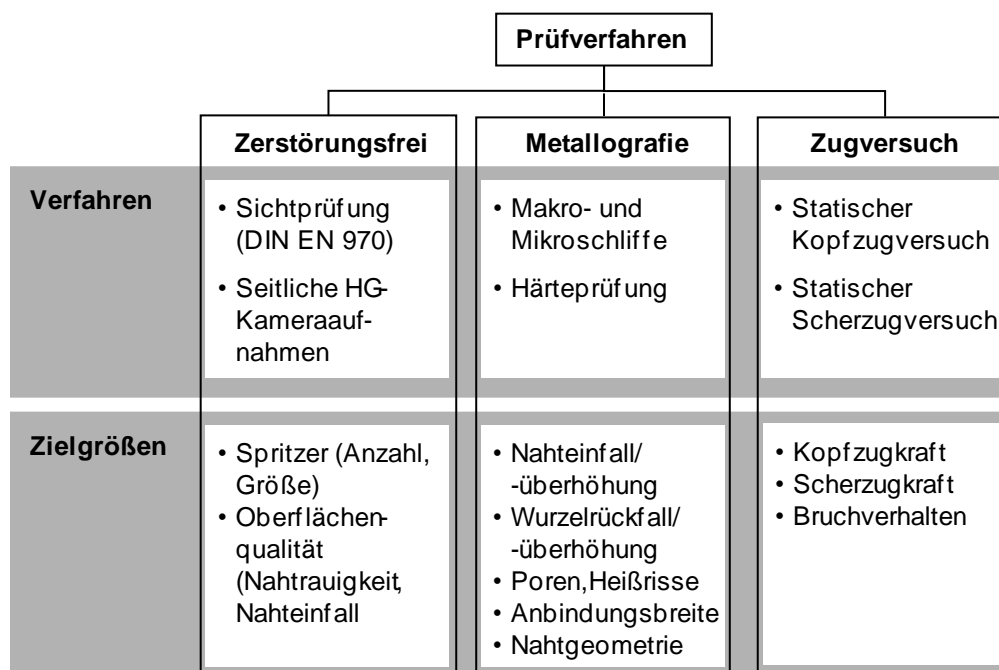 Prüfverfahren
Zerstörungsfrei
Metallografie
Zugversuch
Verfahren
• Sichtprüfung
(DIN EN 970)
• Seitliche HG-
Kameraauf-
nahmen
• Makro- und
Mikroschliffe
• Härteprüfung
• Statischer
Kopfzugversuch
• Statischer
Scherzugversuch
Zielgrößen
• Spritzer (Anzahl,
Größe)
• Oberflächen-
qualität
(Nahtrauigkeit,
Nahteinfall
• Nahteinfall/
-überhöhung
• Wurzelrückfall/
-überhöhung
• Poren,Heißrisse
• Anbindungsbreite
• Nahtgeometrie
• Kopfzugkraft
• Scherzugkraft
• Bruchverhalten